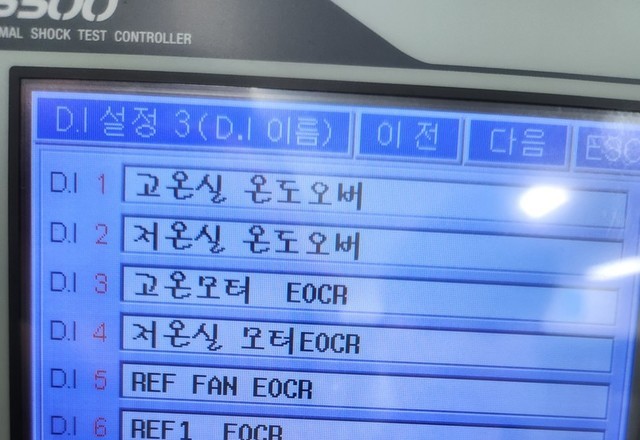 MAL SHOCK TEST CONTROLLER
D.I 설정 3(D.I 이름) 이 전 다음 ESC
D.I 1 고온실 온도오버
D.I 2 저온실 온도오버
D.I 3 고온모터 EOCR
D.I 4 저온실 모터EOCR
D.I 5 REF FAN EOCR
D.I 6 REF1 EOCR